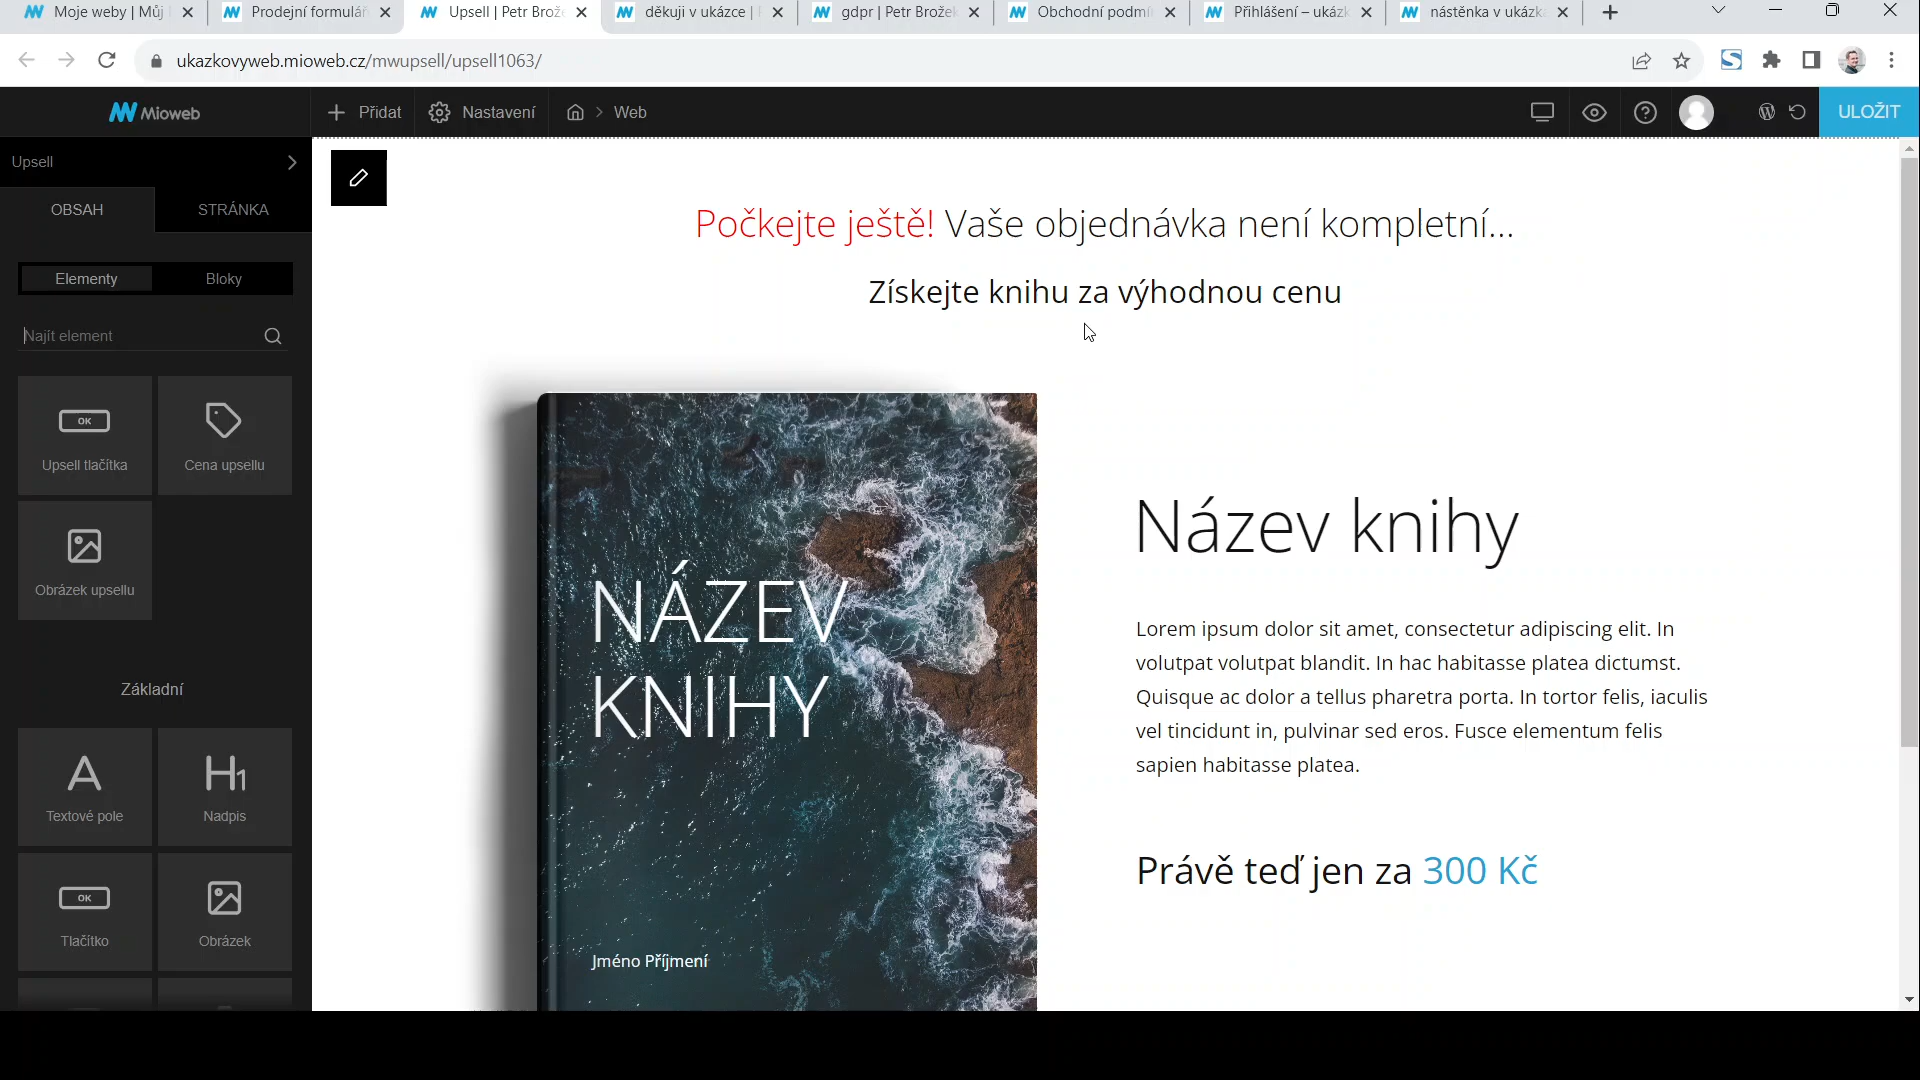 Moje weby | Můj
Prodejní formulář
Upsell | Petr Brože
děkuji v ukázce |
gdpr | Petr Brožek
Obchodní podmí
Přihlášení – ukáz
nástěnka v ukázk
ukazkovyweb.mioweb.cz/mwupsell/upsell1063/
Mioweb
Přidat
Nastavení
Web
ULOŽIT
Upsell
OBSAH
STRÁNKA
Elementy
Bloky
Najít element
OK
Upsell tlačítka
Cena upsellu
Obrázek upsellu
Základní
Textové pole
H1
Nadpis
OK
Tlačítko
Obrázek
Počkejte ještě! Vaše objednávka není kompletní...
Získejte knihu za výhodnou cenu
NÁZEV
KNIHY
Jméno Příjmení
Název knihy
Lorem ipsum dolor sit amet, consectetur adipiscing elit. In
volutpat volutpat blandit. In hac habitasse platea dictumst.
Quisque ac dolor a tellus pharetra porta. In tortor felis, iaculis
vel tincidunt in, pulvinar sed eros. Fusce elementum felis
sapien habitasse platea.
Právě teď jen za 300 Kč